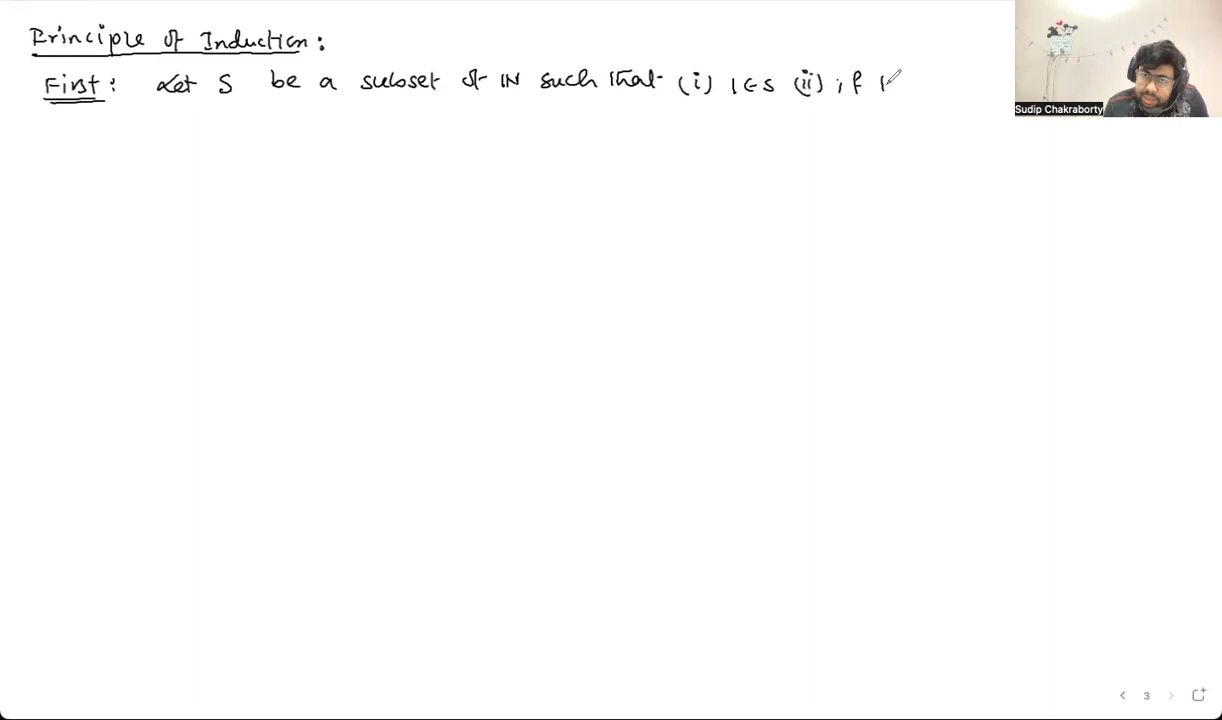 Principle of Induction:
First: Let S be a subset of ℕ such that (i) 1∈S (ii) if
Sudip Chakraborty
3